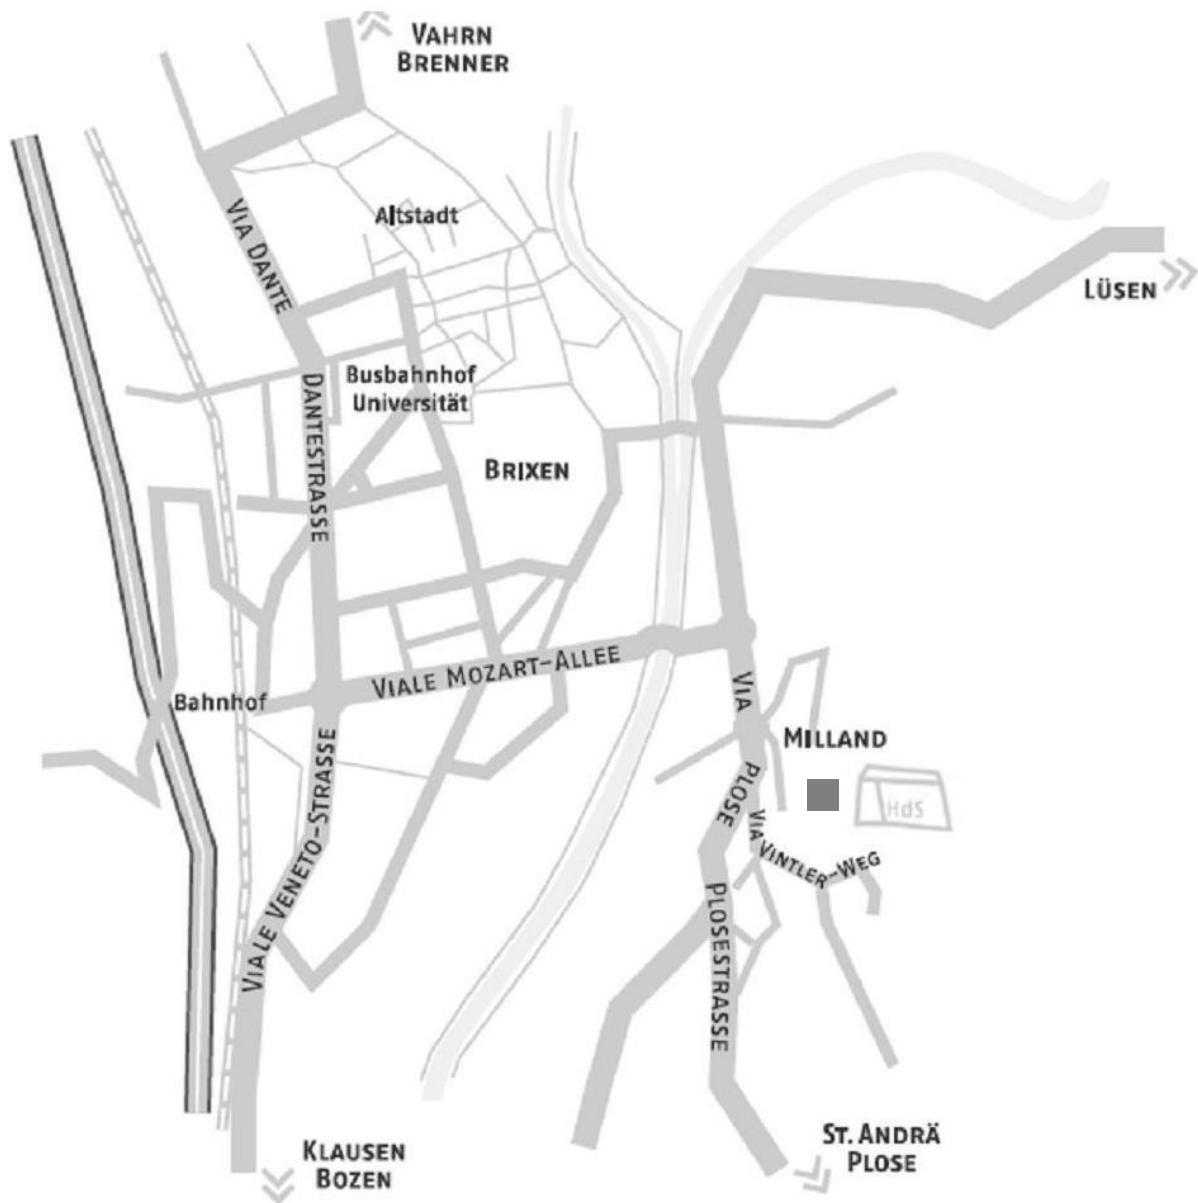 VAHRN
BRENNER
Altstadt
VIA DANTE
LÜSEN
Busbahnhof
Universität
DANTESTRASSE
BRIXEN
VIALE MOZART-ALLEE
Bahnhof
VIA
PLOSE
MILLAND
HdS
VIALE VENETO-STRASSE
VIA
VINTLER-WEG
PLOSESTRASSE
ST. ANDRÄ
PLOSE
KLAUSEN
BOZEN